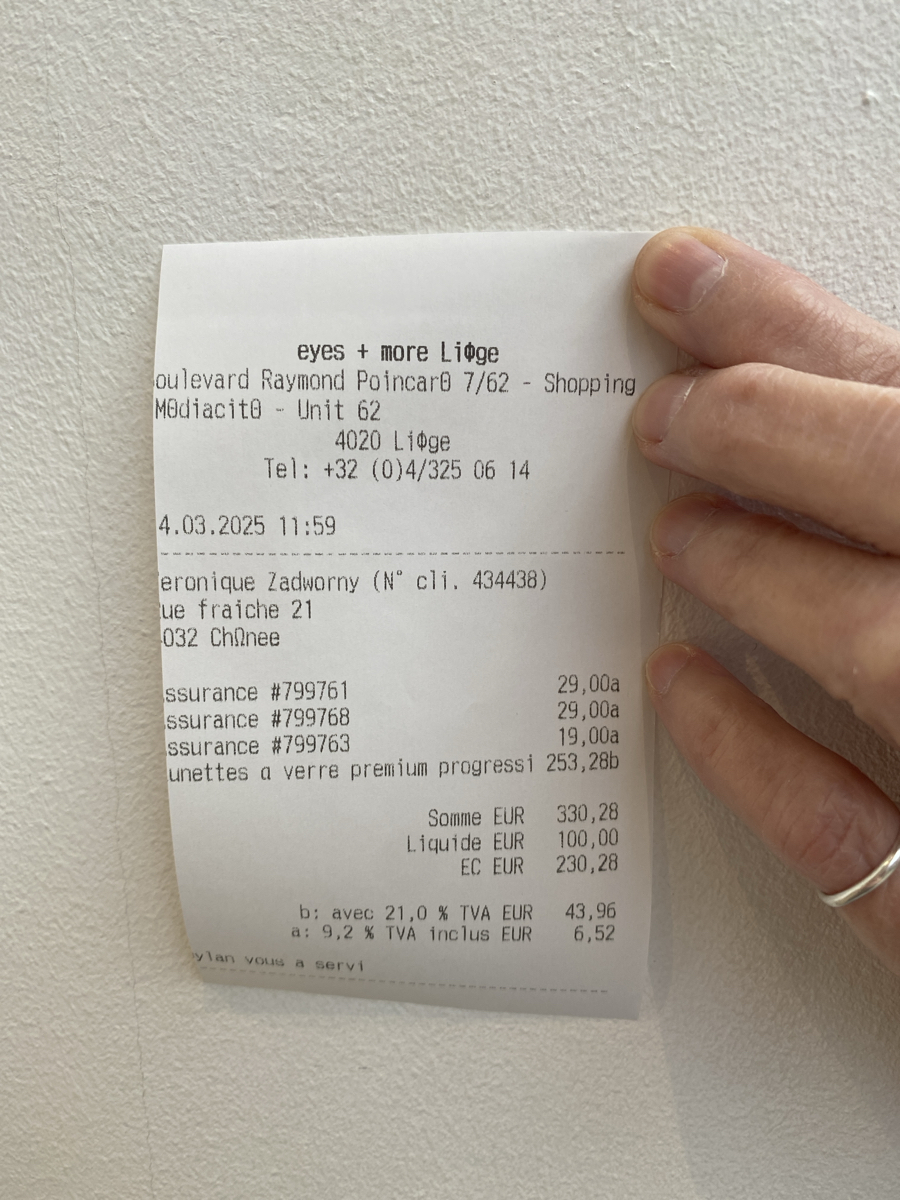 eyes + more LiΦge
oulevard Raymond Poincar0 7/62 - Shopping
M0diacit0 - Unit 62
4020 LiΦge
Tel: +32 (0)4/325 06 14
4.03.2025 11:59
eronique Zadworny (N° cli. 434438)
ue fraiche 21
032 ChΩnee
ssurance #799761 29,00a
ssurance #799768 29,00a
ssurance #799763 19,00a
unettes a verre premium progressi 253,28b
Somme EUR 330,28
Liquide EUR 100,00
EC EUR 230,28
b: avec 21,0 % TVA EUR 43,96
a: 9,2 % TVA inclus EUR 6,52
ylan vous a servi